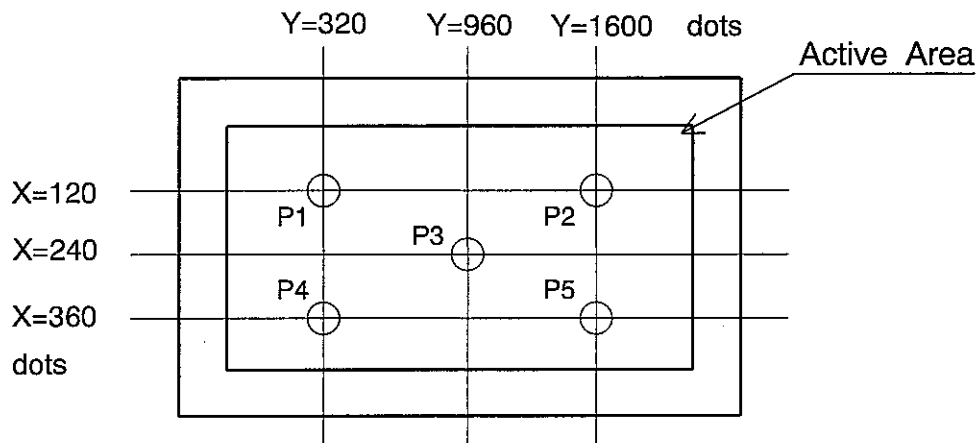 Y=320 Y=960 Y=1600 dots
Active Area
X=120
P1 P2
X=240 P3
P4 P5
X=360
dots